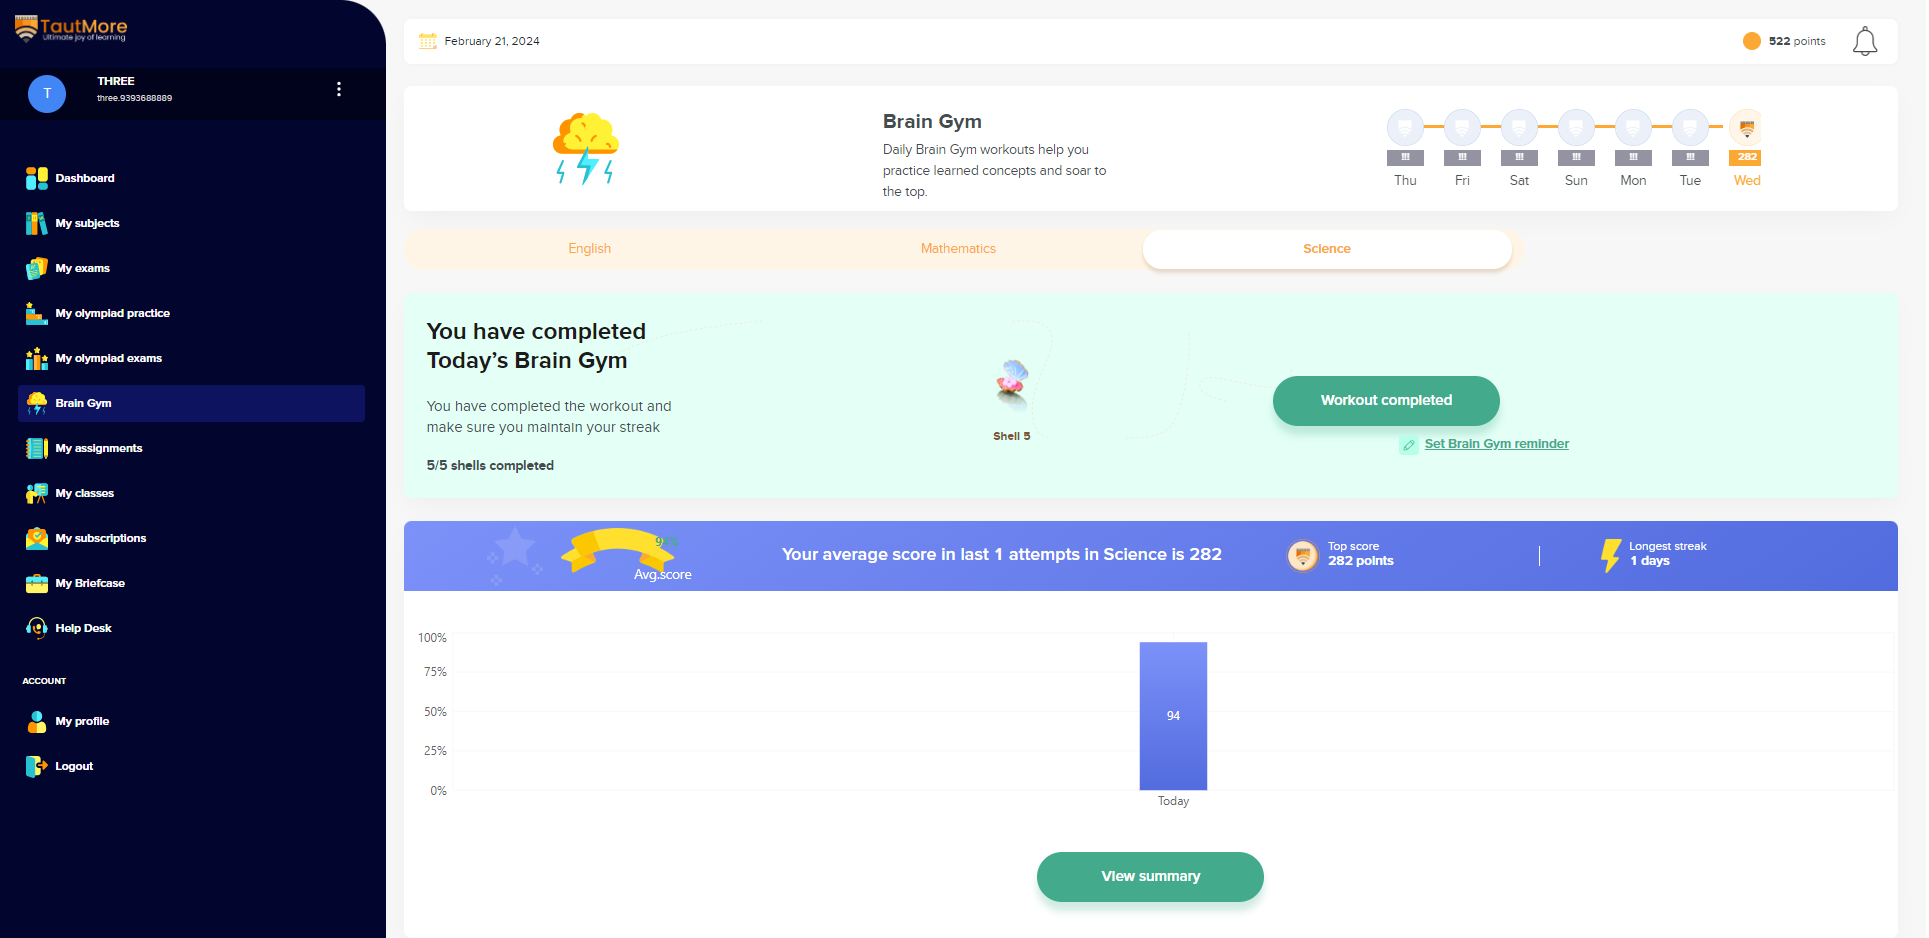 TautMore
Ultimate joy of learning
T
THREE
three.9393688889
Dashboard
My subjects
My exams
My olympiad practice
My olympiad exams
Brain Gym
My assignments
My classes
My subscriptions
My Briefcase
Help Desk
ACCOUNT
My profile
Logout
February 21, 2024
522 points
Brain Gym
Daily Brain Gym workouts help you
practice learned concepts and soar to
the top.
!!! !!! !!! !!! !!! !!! 282
Thu Fri Sat Sun Mon Tue Wed
English Mathematics Science
You have completed
Today’s Brain Gym
You have completed the workout and
make sure you maintain your streak
5/5 shells completed
Shell 5
Workout completed
Set Brain Gym reminder
Avg.score
Your average score in last 1 attempts in Science is 282
Top score
282 points
Longest streak
1 days
100%
75%
50%
25%
0%
94
Today
View summary